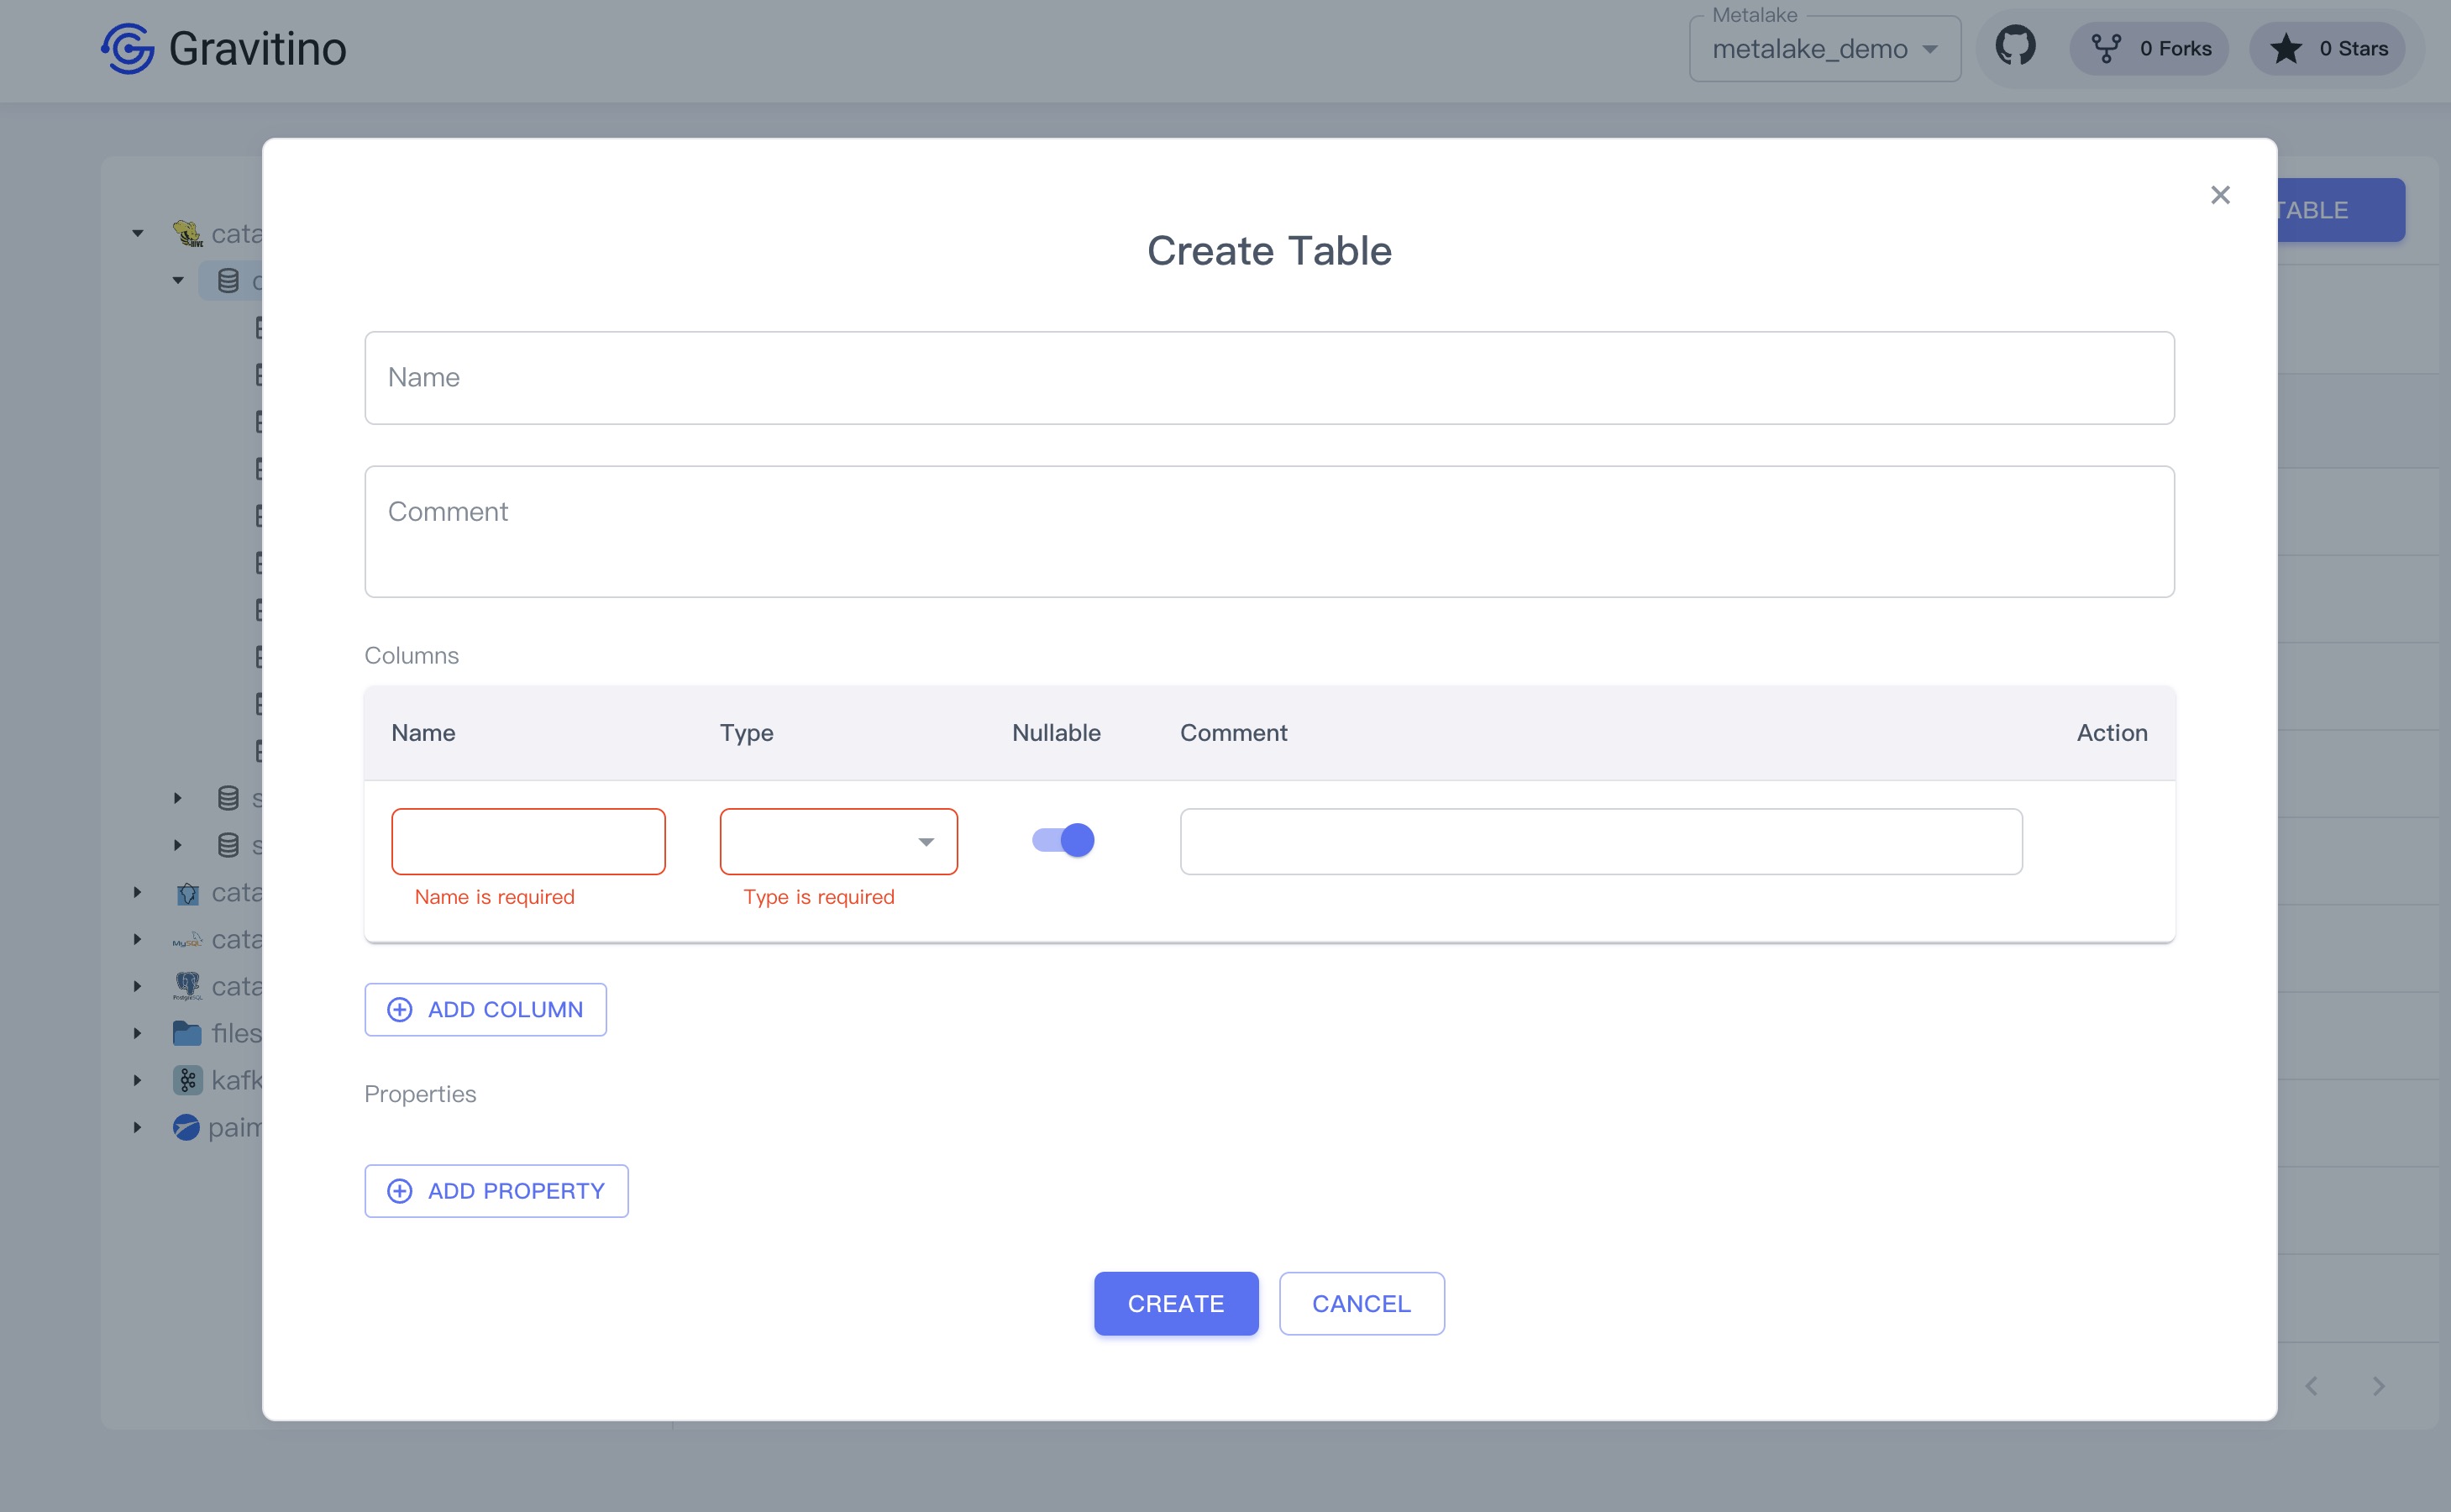 Gravitino
Metalake
metalake_demo
0 Forks
0 Stars
TABLE
Create Table
Name
Comment
Columns
Name Type Nullable Comment Action
Name is required Type is required
ADD COLUMN
Properties
ADD PROPERTY
CREATE CANCEL
cata
cata
MySQL cata
PostgreSQL cata
files
kafk
paim